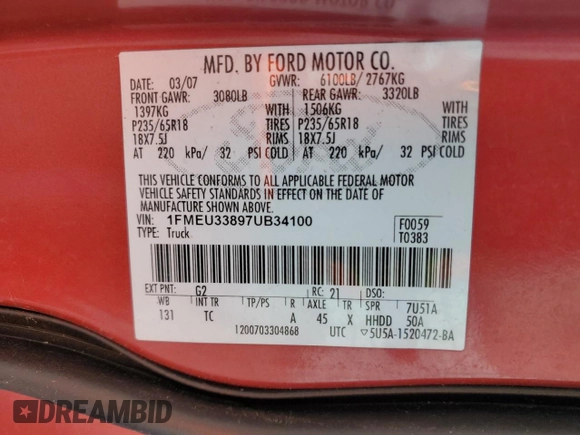 MFD. BY FORD MOTOR CO.
DATE: 03/07 GVWR: 6100LB/ 2767KG
FRONT GAWR: 3080LB REAR GAWR: 3320LB
1397KG WITH 1506KG WITH
P235/65R18 TIRES P235/65R18 TIRES
18X7.5J RIMS 18X7.5J RIMS
AT 220 kPa/ 32 PSI COLD AT 220 kPa/ 32 PSI COLD
THIS VEHICLE CONFORMS TO ALL APPLICABLE FEDERAL MOTOR
VEHICLE SAFETY STANDARDS IN EFFECT ON THE DATE OF
MANUFACTURE SHOWN ABOVE.
VIN: 1FMEU33897UB34100 F0059
TYPE: Truck T0383
EXT PNT: G2 RC: 21 DSO:
WB INT TR TP/PS R AXLE TR SPR 7U51A
131 TC A 45 X HHDD 50A
1200703304868 UTC ▽5U5A-1520472-BA
DREAMBID